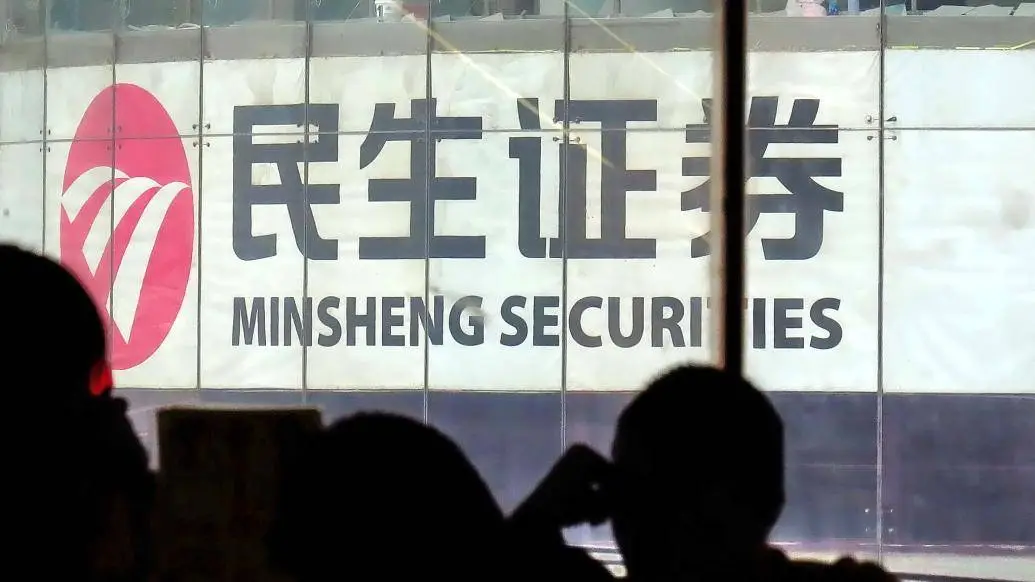 民生证券
MINSHENG SECURITIES